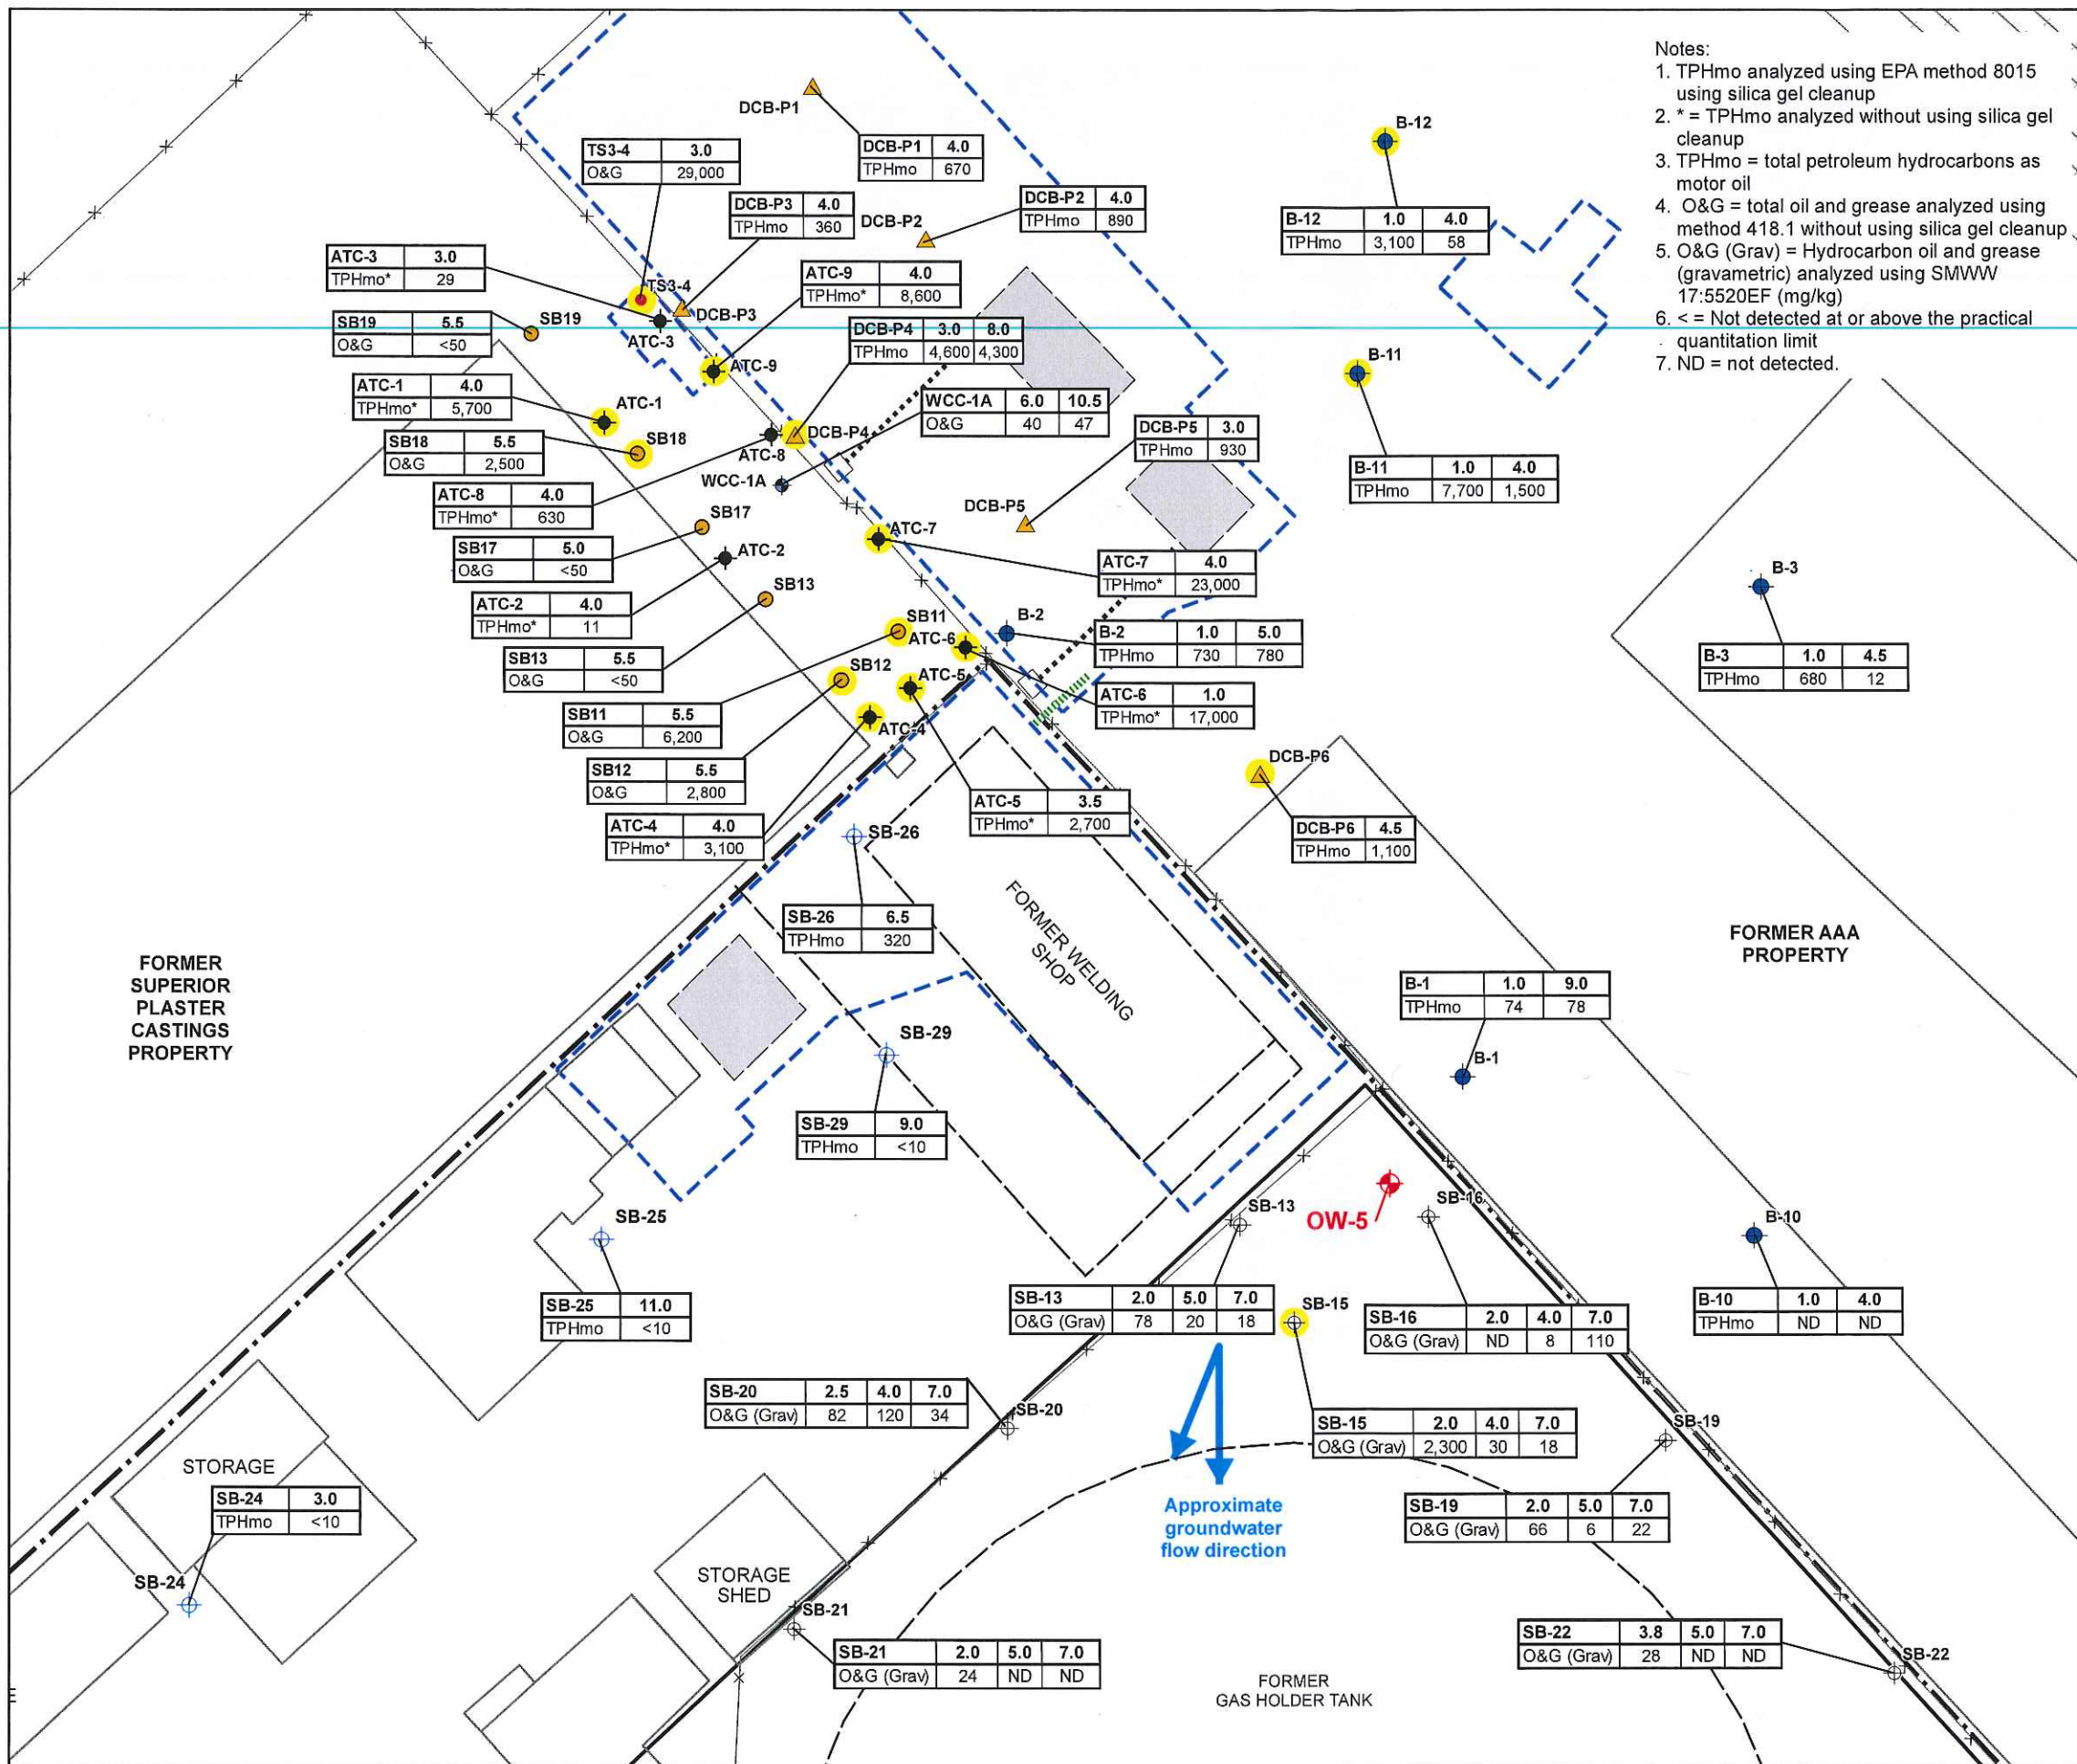 Notes:
1. TPHmo analyzed using EPA method 8015
using silica gel cleanup
2. * = TPHmo analyzed without using silica gel
cleanup
3. TPHmo = total petroleum hydrocarbons as
motor oil
4. O&G = total oil and grease analyzed using
method 418.1 without using silica gel cleanup
5. O&G (Grav) = Hydrocarbon oil and grease
(gravametric) analyzed using SMWW
17:5520EF (mg/kg)
6. < = Not detected at or above the practical
quantitation limit
7. ND = not detected.
DCB-P1
DCB-P1 4.0
TPHmo 670
TS3-4 3.0
O&G 29,000
DCB-P3 4.0
TPHmo 360
DCB-P2
DCB-P2 4.0
TPHmo 890
B-12
B-12 1.0 4.0
TPHmo 3,100 58
ATC-3 3.0
TPHmo* 29
ATC-9 4.0
TPHmo* 8,600
TS3-4
DCB-P3
SB19 5.5
O&G <50
SB19
ATC-3
DCB-P4 3.0 8.0
TPHmo 4,600 4,300
ATC-9
B-11
ATC-1 4.0
TPHmo* 5,700
ATC-1
WCC-1A 6.0 10.5
O&G 40 47
SB18 5.5
O&G 2,500
SB18
DCB-P4
ATC-8
DCB-P5 3.0
TPHmo 930
B-11 1.0 4.0
TPHmo 7,700 1,500
ATC-8 4.0
TPHmo* 630
WCC-1A
SB17
DCB-P5
ATC-7
SB17 5.0
O&G <50
ATC-2
ATC-7 4.0
TPHmo* 23,000
B-3
ATC-2 4.0
TPHmo* 11
SB13
SB11
B-2
ATC-6
B-2 1.0 5.0
TPHmo 730 780
SB13 5.5
O&G <50
SB12
ATC-5
B-3 1.0 4.5
TPHmo 680 12
ATC-6 1.0
TPHmo* 17,000
SB11 5.5
O&G 6,200
ATC-4
SB12 5.5
O&G 2,800
DCB-P6
ATC-5 3.5
TPHmo* 2,700
ATC-4 4.0
TPHmo* 3,100
SB-26
DCB-P6 4.5
TPHmo 1,100
SB-26 6.5
TPHmo 320
FORMER WELDING
SHOP
FORMER AAA
PROPERTY
FORMER
SUPERIOR
PLASTER
CASTINGS
PROPERTY
B-1 1.0 9.0
TPHmo 74 78
SB-29
B-1
SB-29 9.0
TPHmo <10
SB-25
SB-13
OW-5
SB-16
B-10
SB-25 11.0
TPHmo <10
SB-13 2.0 5.0 7.0
O&G (Grav) 78 20 18
SB-15
SB-16 2.0 4.0 7.0
O&G (Grav) ND 8 110
B-10 1.0 4.0
TPHmo ND ND
SB-20 2.5 4.0 7.0
O&G (Grav) 82 120 34
SB-20
SB-15 2.0 4.0 7.0
O&G (Grav) 2,300 30 18
SB-19
STORAGE
SB-24 3.0
TPHmo <10
Approximate
groundwater
flow direction
SB-19 2.0 5.0 7.0
O&G (Grav) 66 6 22
SB-24
STORAGE
SHED
SB-21
SB-21 2.0 5.0 7.0
O&G (Grav) 24 ND ND
SB-22 3.8 5.0 7.0
O&G (Grav) 28 ND ND
SB-22
FORMER
GAS HOLDER TANK
E